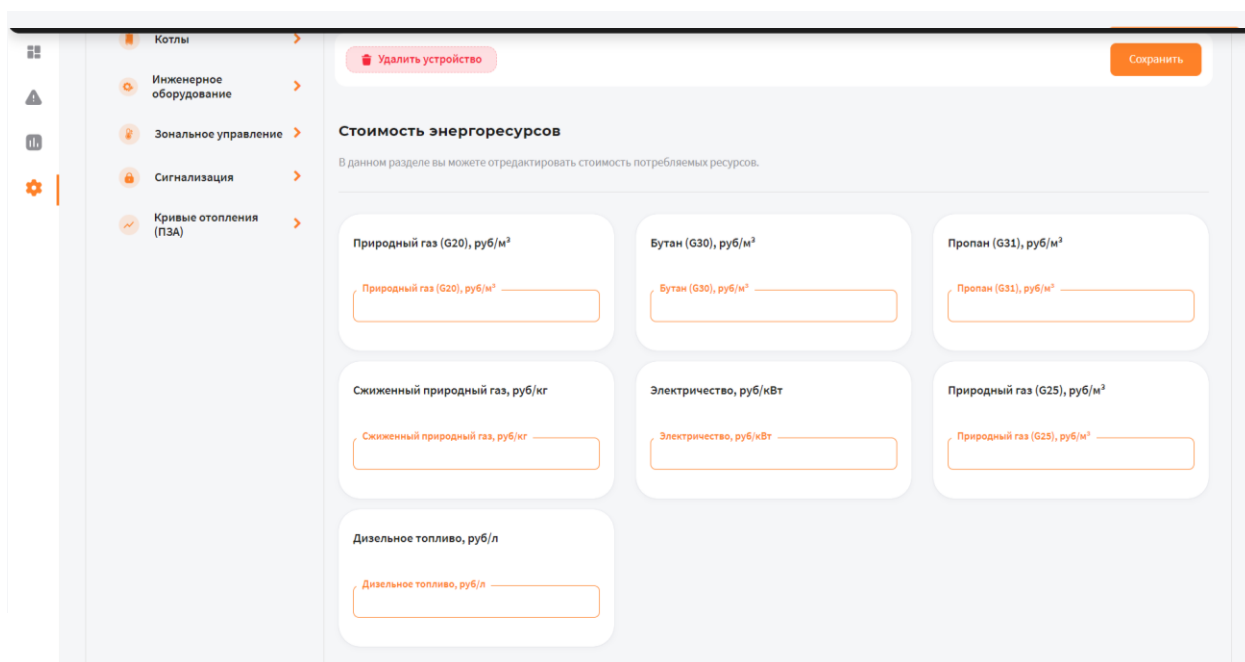 Котлы
Инженерное
оборудование
Зональное управление
Сигнализация
Кривые отопления
(ПЗА)
Удалить устройство
Сохранить
Стоимость энергоресурсов
В данном разделе вы можете отредактировать стоимость потребляемых ресурсов.
Природный газ (G20), руб/м³
Бутан (G30), руб/м³
Пропан (G31), руб/м³
Природный газ (G20), руб/м³
Бутан (G30), руб/м³
Пропан (G31), руб/м³
Сжиженный природный газ, руб/кг
Электричество, руб/кВт
Природный газ (G25), руб/м³
Сжиженный природный газ, руб/кг
Электричество, руб/кВт
Природный газ (G25), руб/м³
Дизельное топливо, руб/л
Дизельное топливо, руб/л